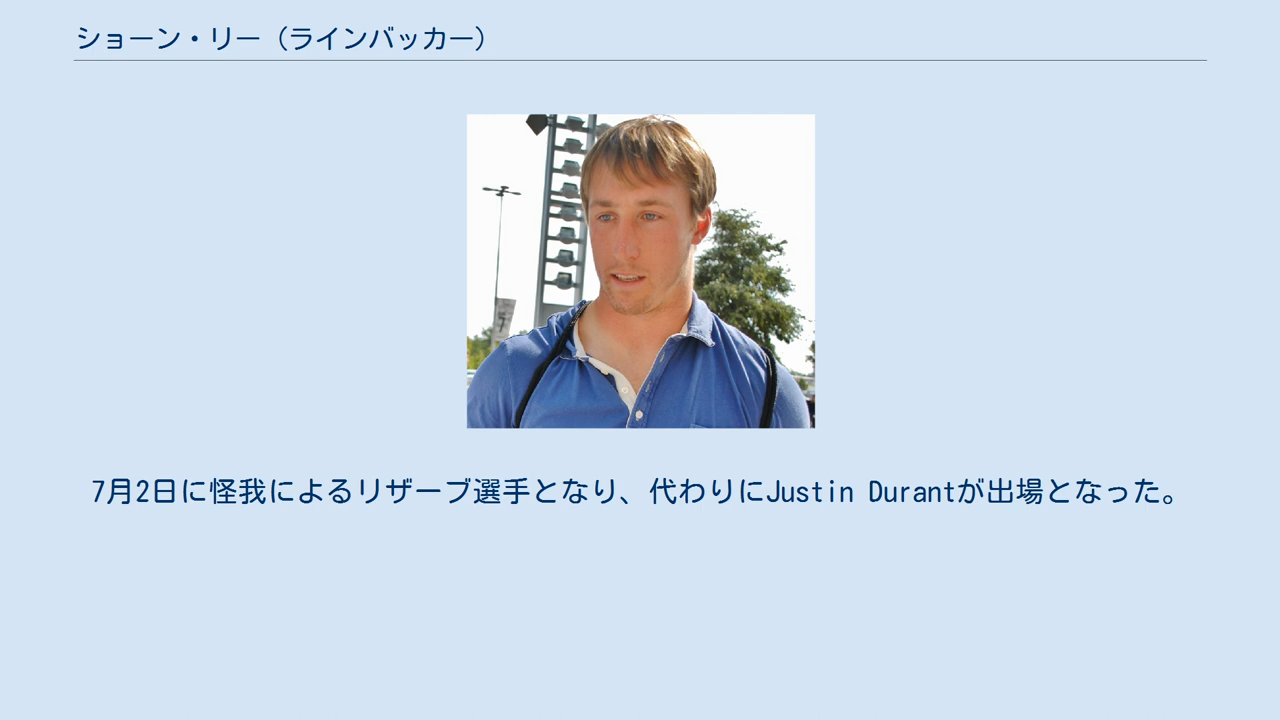 ショーン・リー（ラインバッカー）
7月2日に怪我によるリザーブ選手となり、代わりにJustin Durantが出場となった。